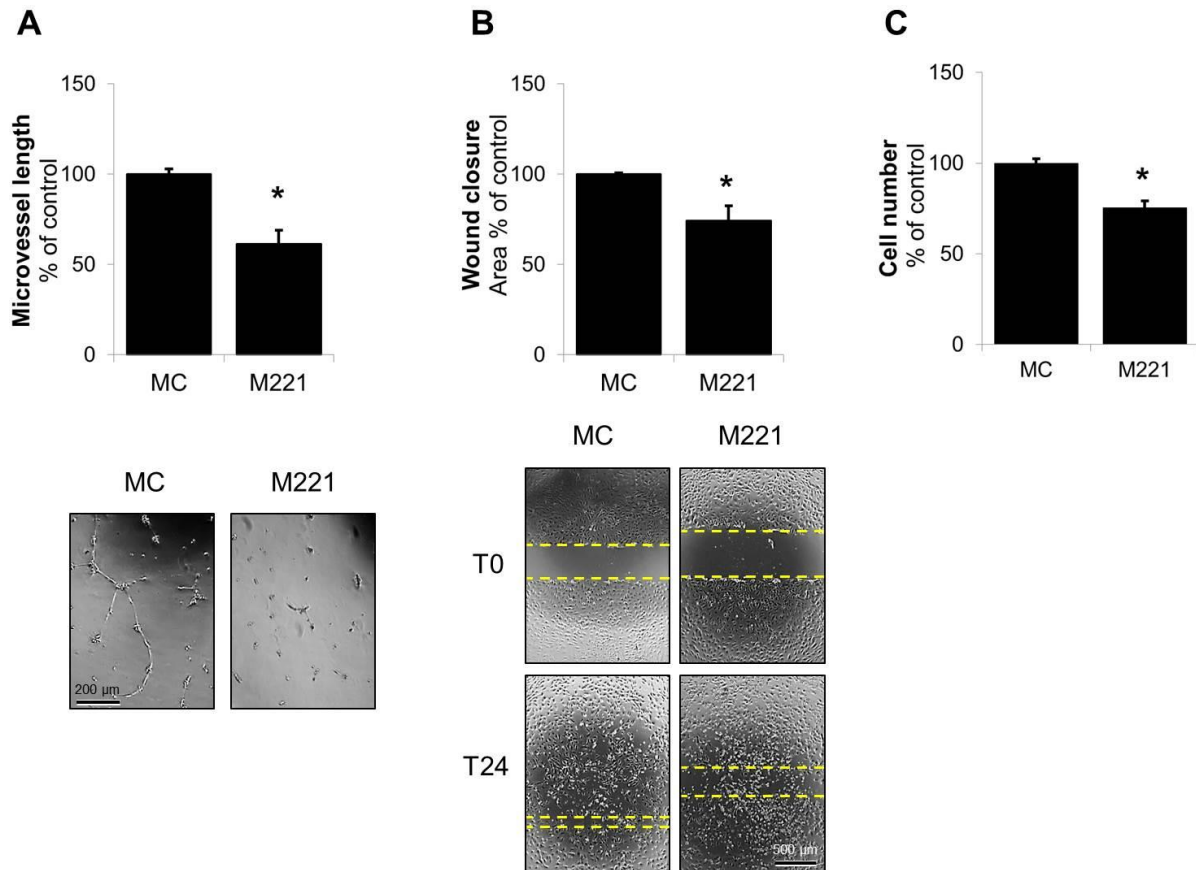 A
B
C
Microvessel length
% of control
150
100
50
0
*
MC
M221
Wound closure
Area % of control
150
100
50
0
*
MC
M221
Cell number
% of control
150
100
50
0
*
MC
M221
MC
M221
200 µm
MC
M221
T0
T24
500 µm